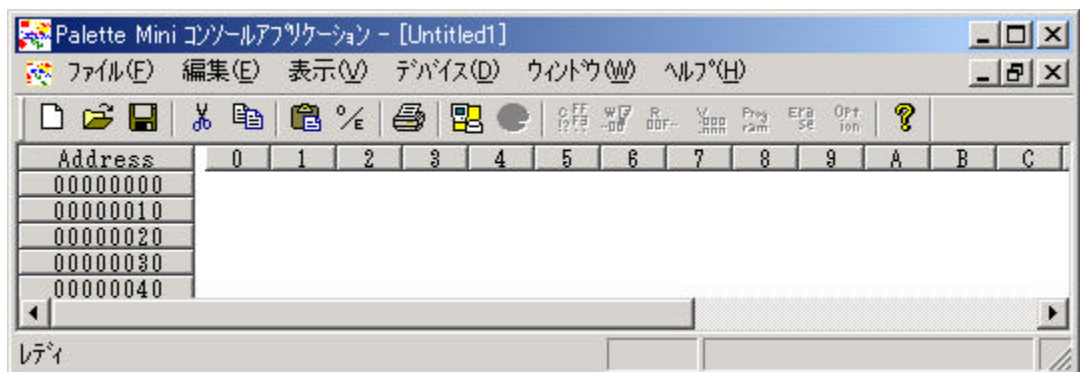 Palette Mini ｺﾝｿｰﾙｱﾌﾟﾘｹｰｼｮﾝ - [Untitled1]
ﾌｧｲﾙ(F) 編集(E) 表示(V) ﾃﾞﾊﾞｲｽ(D) ｳｨﾝﾄﾞｳ(W) ﾍﾙﾌﾟ(H)
Address 0 1 2 3 4 5 6 7 8 9 A B C
00000000
00000010
00000020
00000030
00000040
ﾚﾃﾞｨ